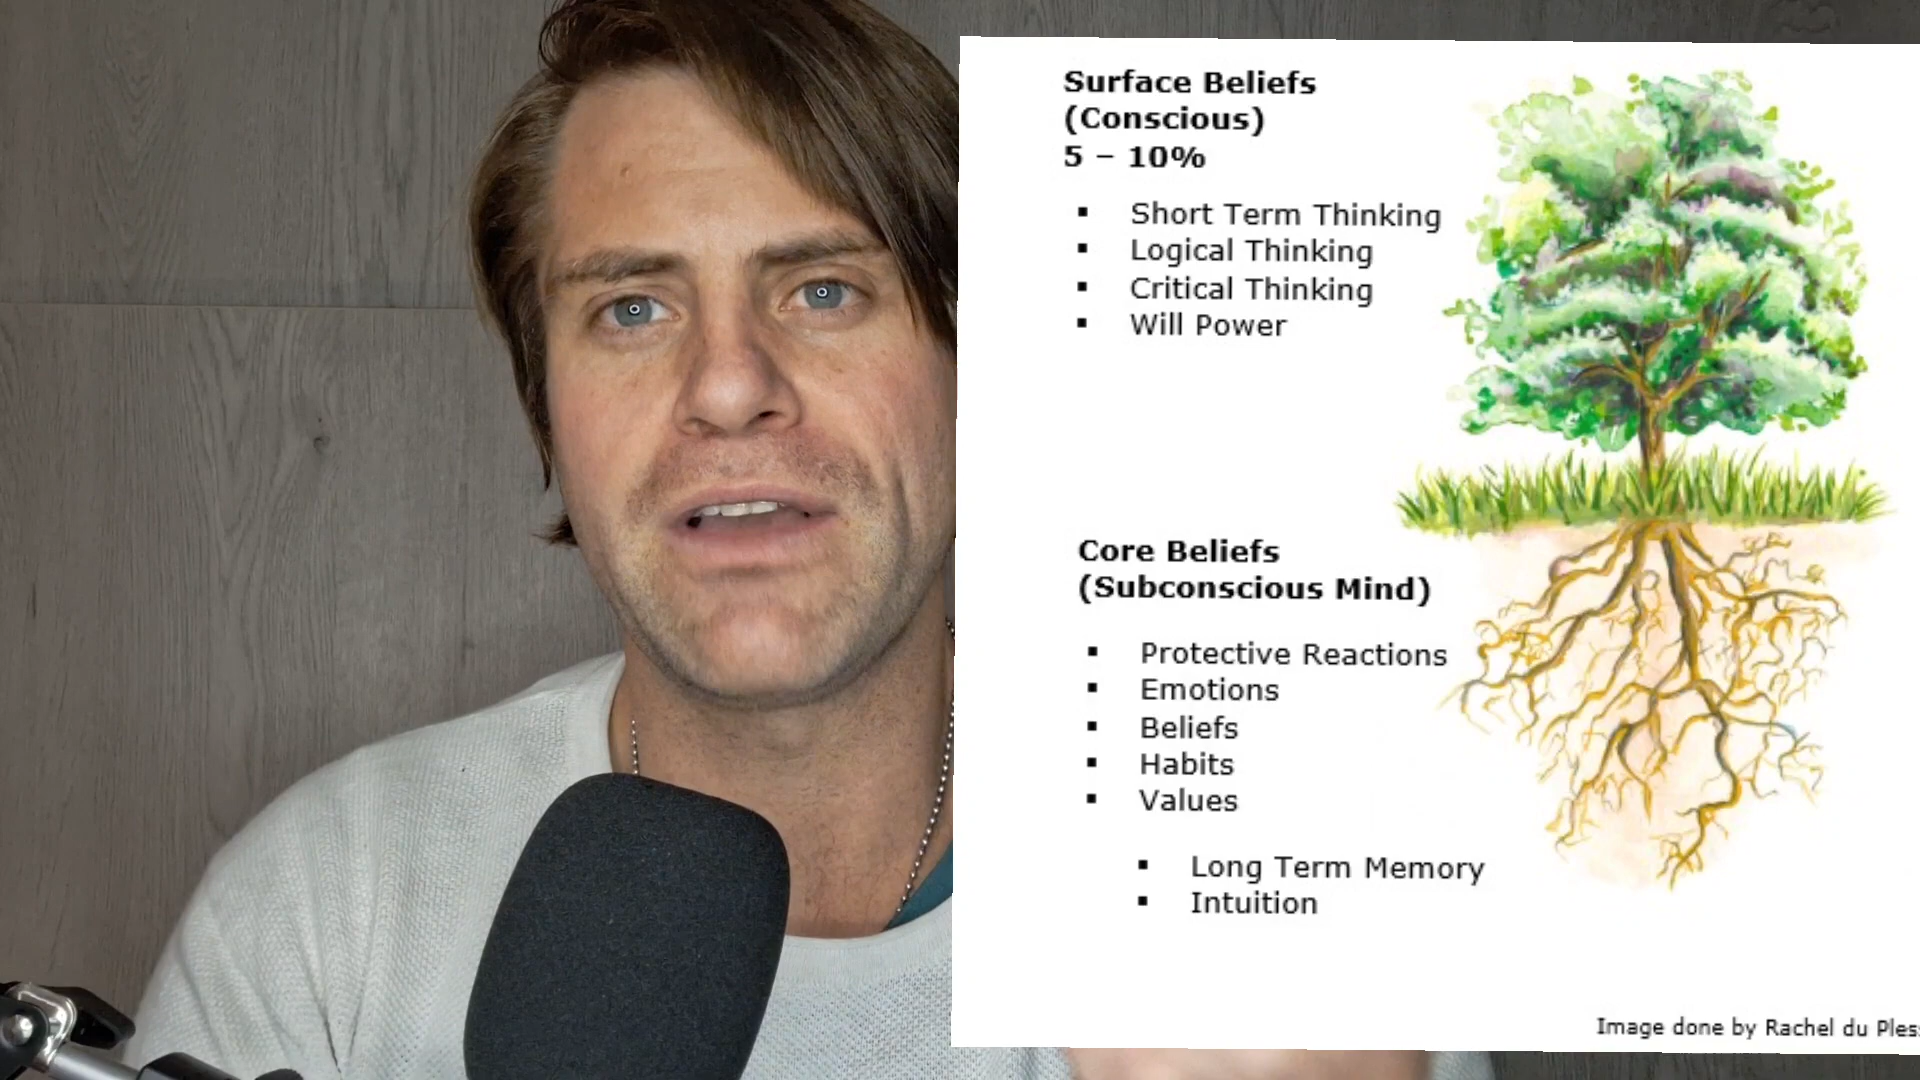 Surface Beliefs
(Conscious)
5 – 10%
▪ Short Term Thinking
▪ Logical Thinking
▪ Critical Thinking
▪ Will Power
Core Beliefs
(Subconscious Mind)
▪ Protective Reactions
▪ Emotions
▪ Beliefs
▪ Habits
▪ Values
▪ Long Term Memory
▪ Intuition
Image done by Rachel du